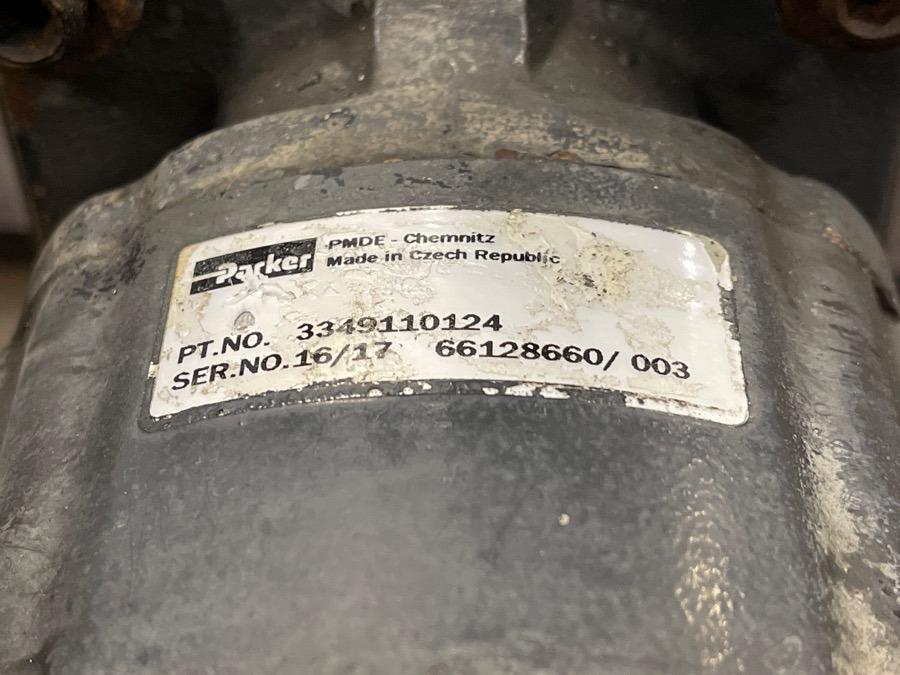 Parker
PMDE - Chemnitz
Made in Czech Republic
PT.NO. 3349110124
SER.NO.16/17 66128660/ 003